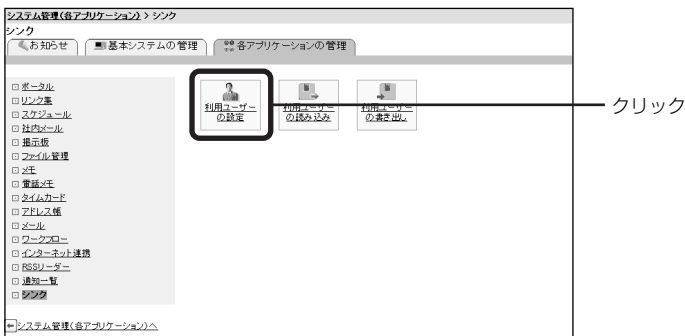 システム管理(各アプリケーション) > シンク
シンク
お知らせ 基本システムの管理 各アプリケーションの管理
ポータル
リンク集
スケジュール
社内メール
掲示板
ファイル管理
メモ
電話メモ
タイムカード
アドレス帳
メール
ワークフロー
インターネット連携
RSSリーダー
通知一覧
シンク
利用ユーザー
の設定
利用ユーザー
の読み込み
利用ユーザー
の書き出し
クリック
システム管理(各アプリケーション)へ